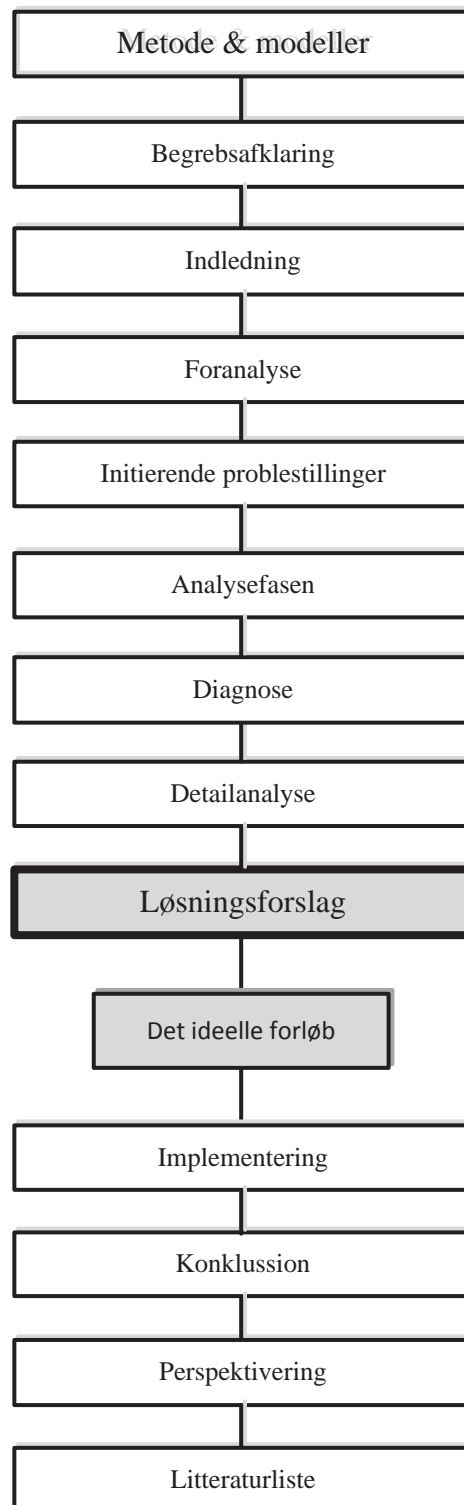 Metode & modeller
Begrebsafklaring
Indledning
Foranalyse
Initierende problestillinger
Analysefasen
Diagnose
Detailanalyse
Løsningsforslag
Det ideelle forløb
Implementering
Konklussion
Perspektivering
Litteraturliste